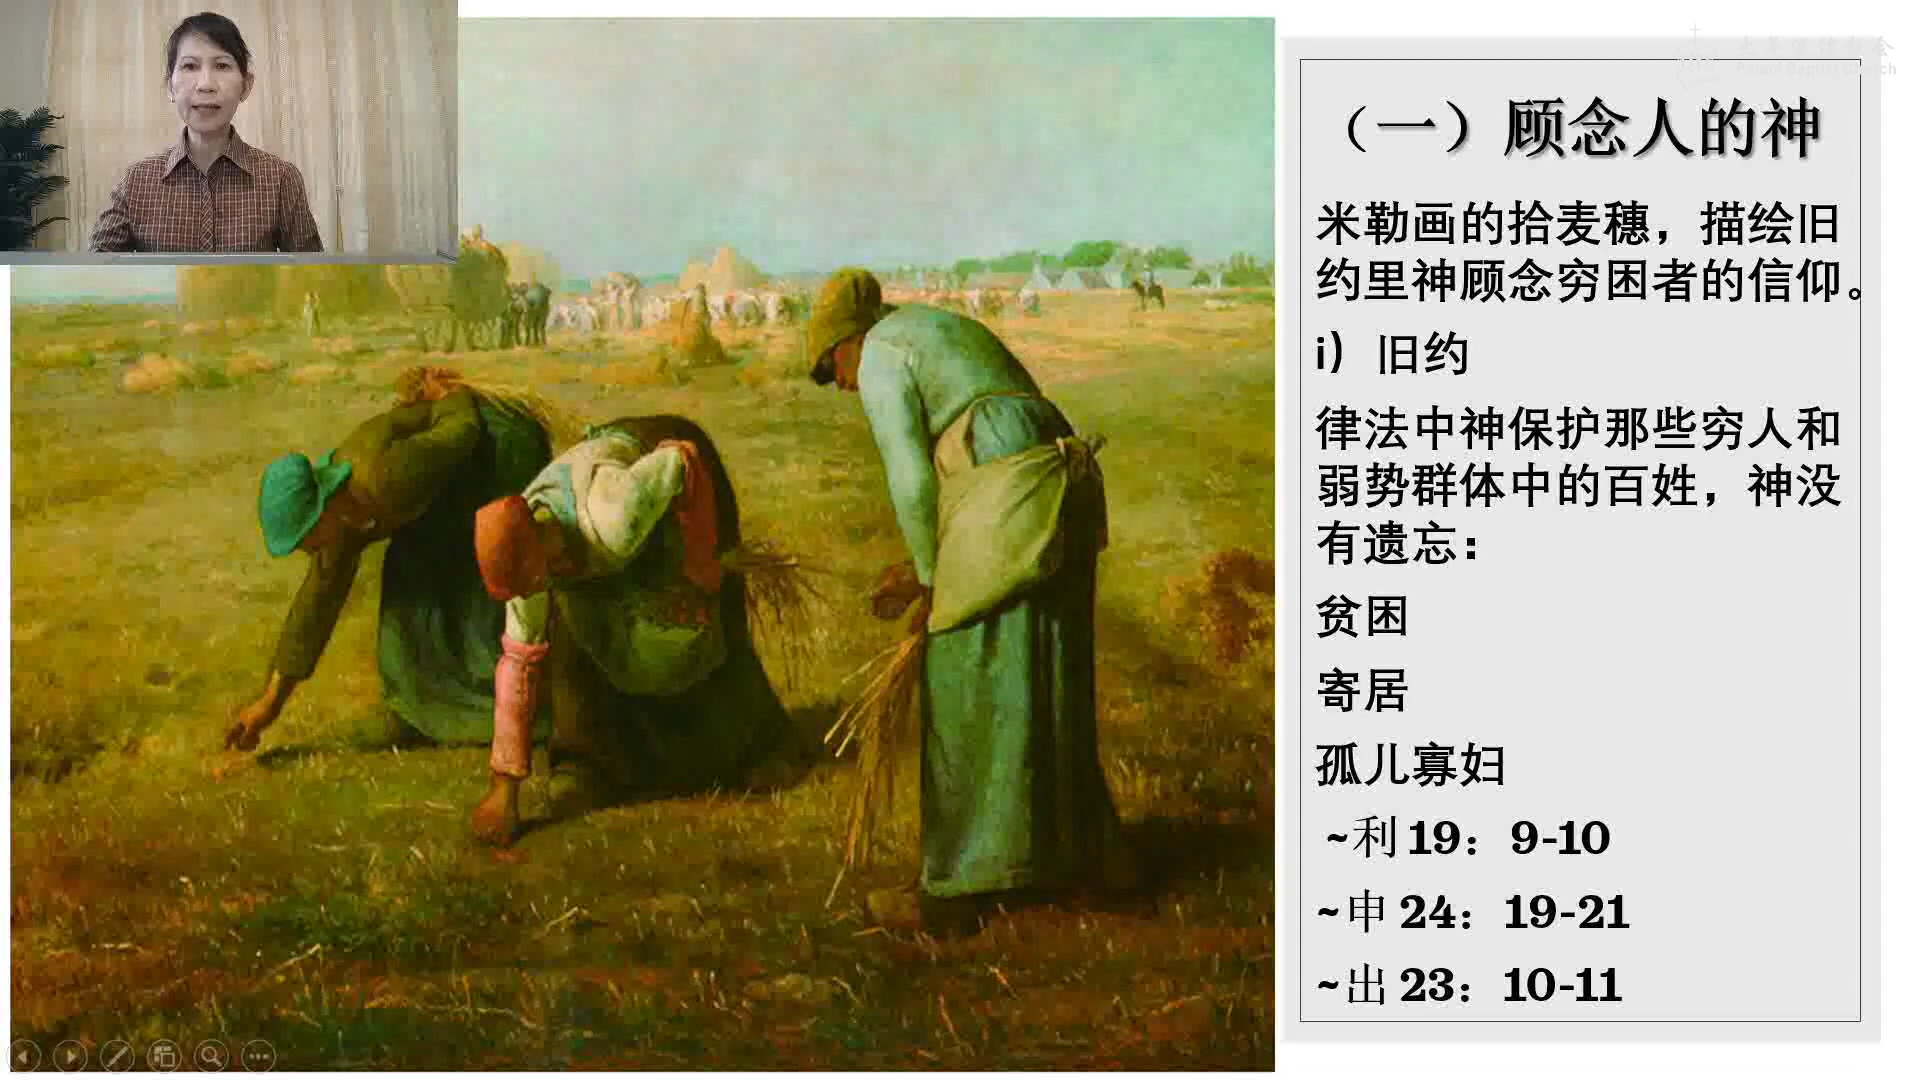 （一）顾念人的神
米勒画的拾麦穗，描绘旧
约里神顾念穷困者的信仰。
i） 旧约
律法中神保护那些穷人和
弱势群体中的百姓，神没
有遗忘：
贫困
寄居
孤儿寡妇
~利 19：9-10
~申 24：19-21
~出 23：10-11